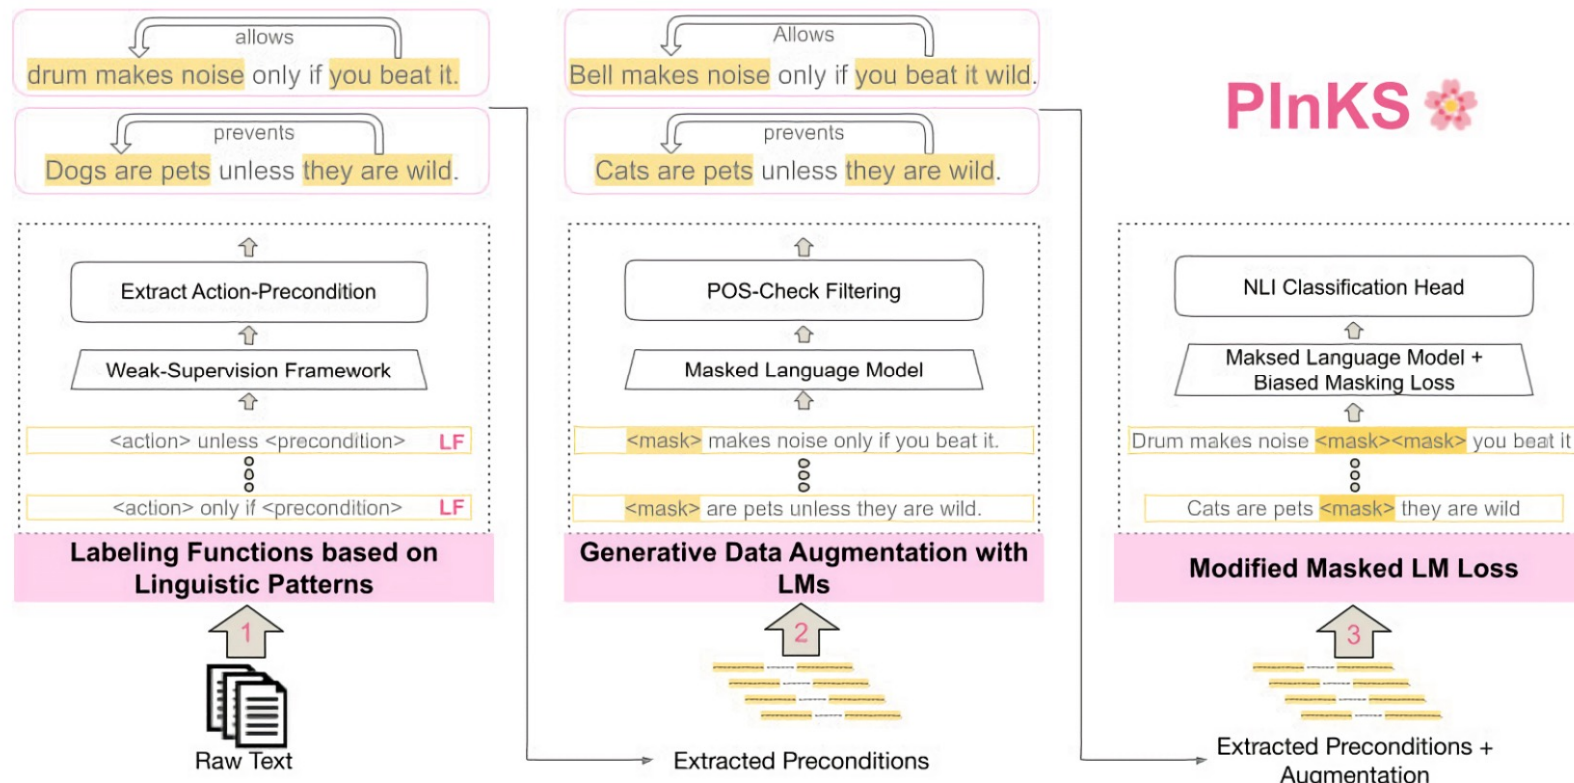 allows
drum makes noise only if you beat it.
prevents
Dogs are pets unless they are wild.
Extract Action-Precondition
Weak-Supervision Framework
<action> unless <precondition> LF
<action> only if <precondition> LF
Labeling Functions based on
Linguistic Patterns
1
Raw Text
Allows
Bell makes noise only if you beat it wild.
prevents
Cats are pets unless they are wild.
POS-Check Filtering
Masked Language Model
<mask> makes noise only if you beat it.
<mask> are pets unless they are wild.
Generative Data Augmentation with
LMs
2
Extracted Preconditions
PInKS
NLI Classification Head
Maksed Language Model +
Biased Masking Loss
Drum makes noise <mask><mask> you beat it
Cats are pets <mask> they are wild
Modified Masked LM Loss
3
Extracted Preconditions +
Augmentation